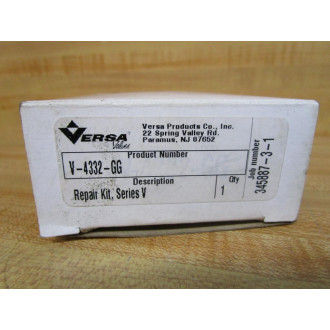 VERSA
Valves
Versa Products Co., Inc.
22 Spring Valley Rd.
Paramus, NJ 07652
Product Number
V-4332-GG
Description
Repair Kit, Series V
Qty
1
Job number
345887-3-1